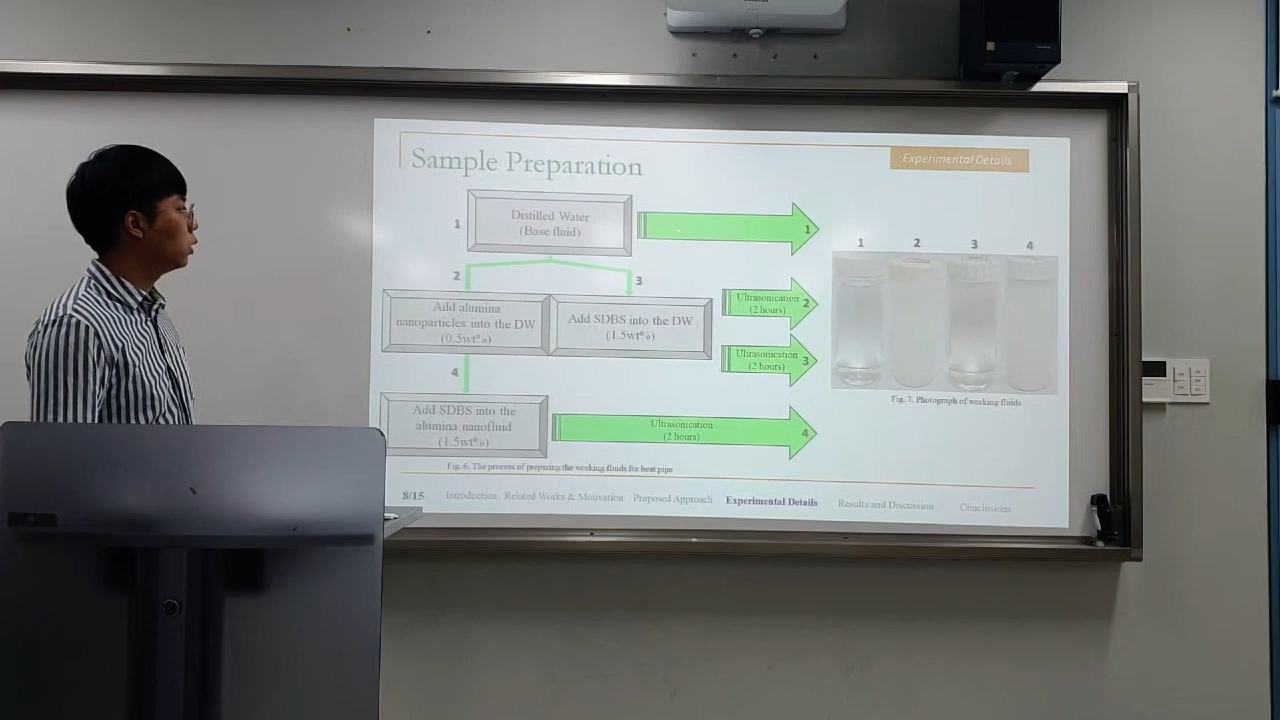 Sample Preparation
Experimental Details
1
Distilled Water
(Base fluid)
1
2
3
Add alumina
nanoparticles into the DW
(0.5wt%)
Add SDBS into the DW
(1.5wt%)
Ultrasonication
(2 hours)
2
Ultrasonication
(2 hours)
3
4
Add SDBS into the
alumina nanofluid
(1.5wt%)
Ultrasonication
(2 hours)
4
1 2 3 4
Fig. 7. Photograph of working fluids
Fig. 6. The process of preparing the working fluids for heat pipe
8/15 Introduction Related Works & Motivation Proposed Approach Experimental Details Results and Discussion Conclusions